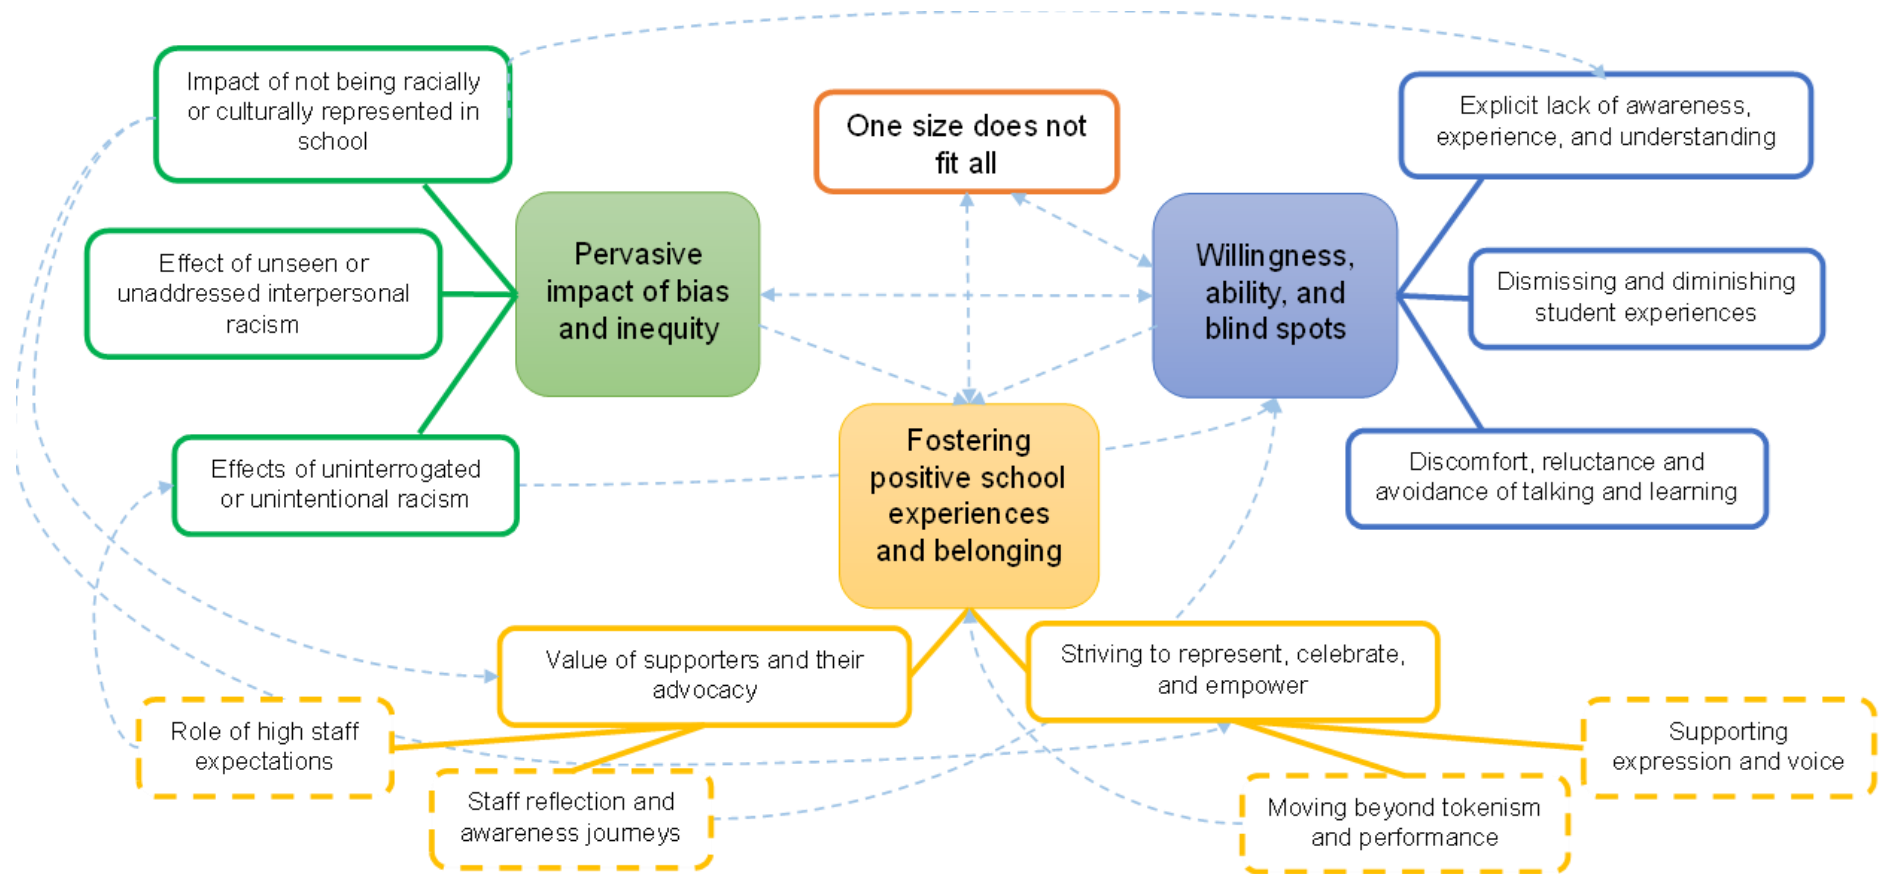 Impact of not being racially
or culturally represented in
school
One size does not
fit all
Explicit lack of awareness,
experience, and understanding
Effect of unseen or
unaddressed interpersonal
racism
Pervasive
impact of bias
and inequity
Willingness,
ability, and
blind spots
Dismissing and diminishing
student experiences
Effects of uninterrogated
or unintentional racism
Fostering
positive school
experiences
and belonging
Discomfort, reluctance and
avoidance of talking and learning
Value of supporters and their
advocacy
Striving to represent, celebrate,
and empower
Role of high staff
expectations
Staff reflection and
awareness journeys
Moving beyond tokenism
and performance
Supporting
expression and voice